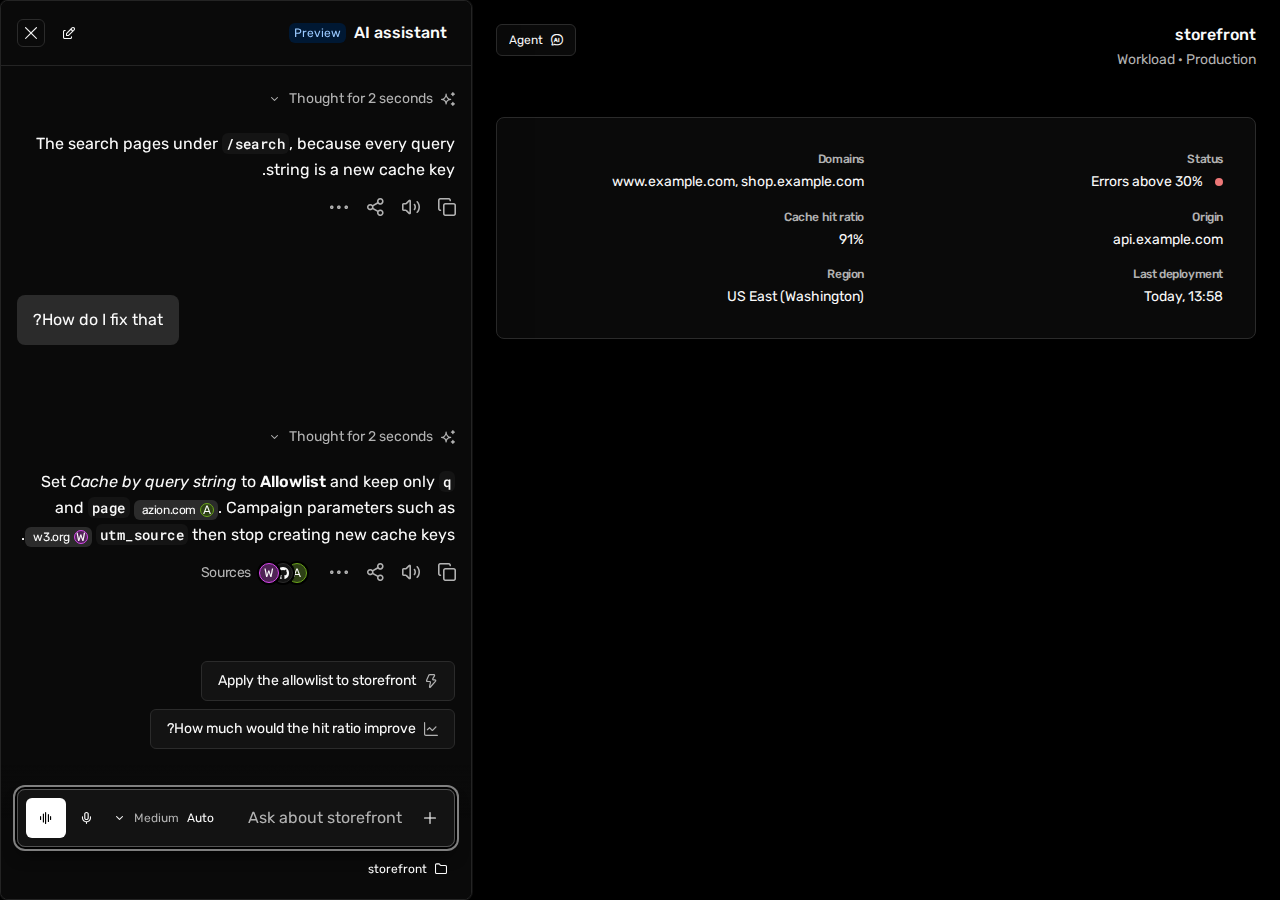 AI assistant
Preview
Thought for 2 seconds
The search pages under /search, because every query
string is a new cache key.
How do I fix that?
Thought for 2 seconds
Set Cache by query string to Allowlist and keep only q
and page azion.com A. Campaign parameters such as
utm_source then stop creating new cache keys w3.org W.
Sources W A
Apply the allowlist to storefront
How much would the hit ratio improve?
Ask about storefront
Auto Medium
storefront
storefront
Workload • Production
Agent AI
Status
Errors above 30%
Domains
www.example.com, shop.example.com
Origin
api.example.com
Cache hit ratio
91%
Last deployment
Today, 13:58
Region
US East (Washington)